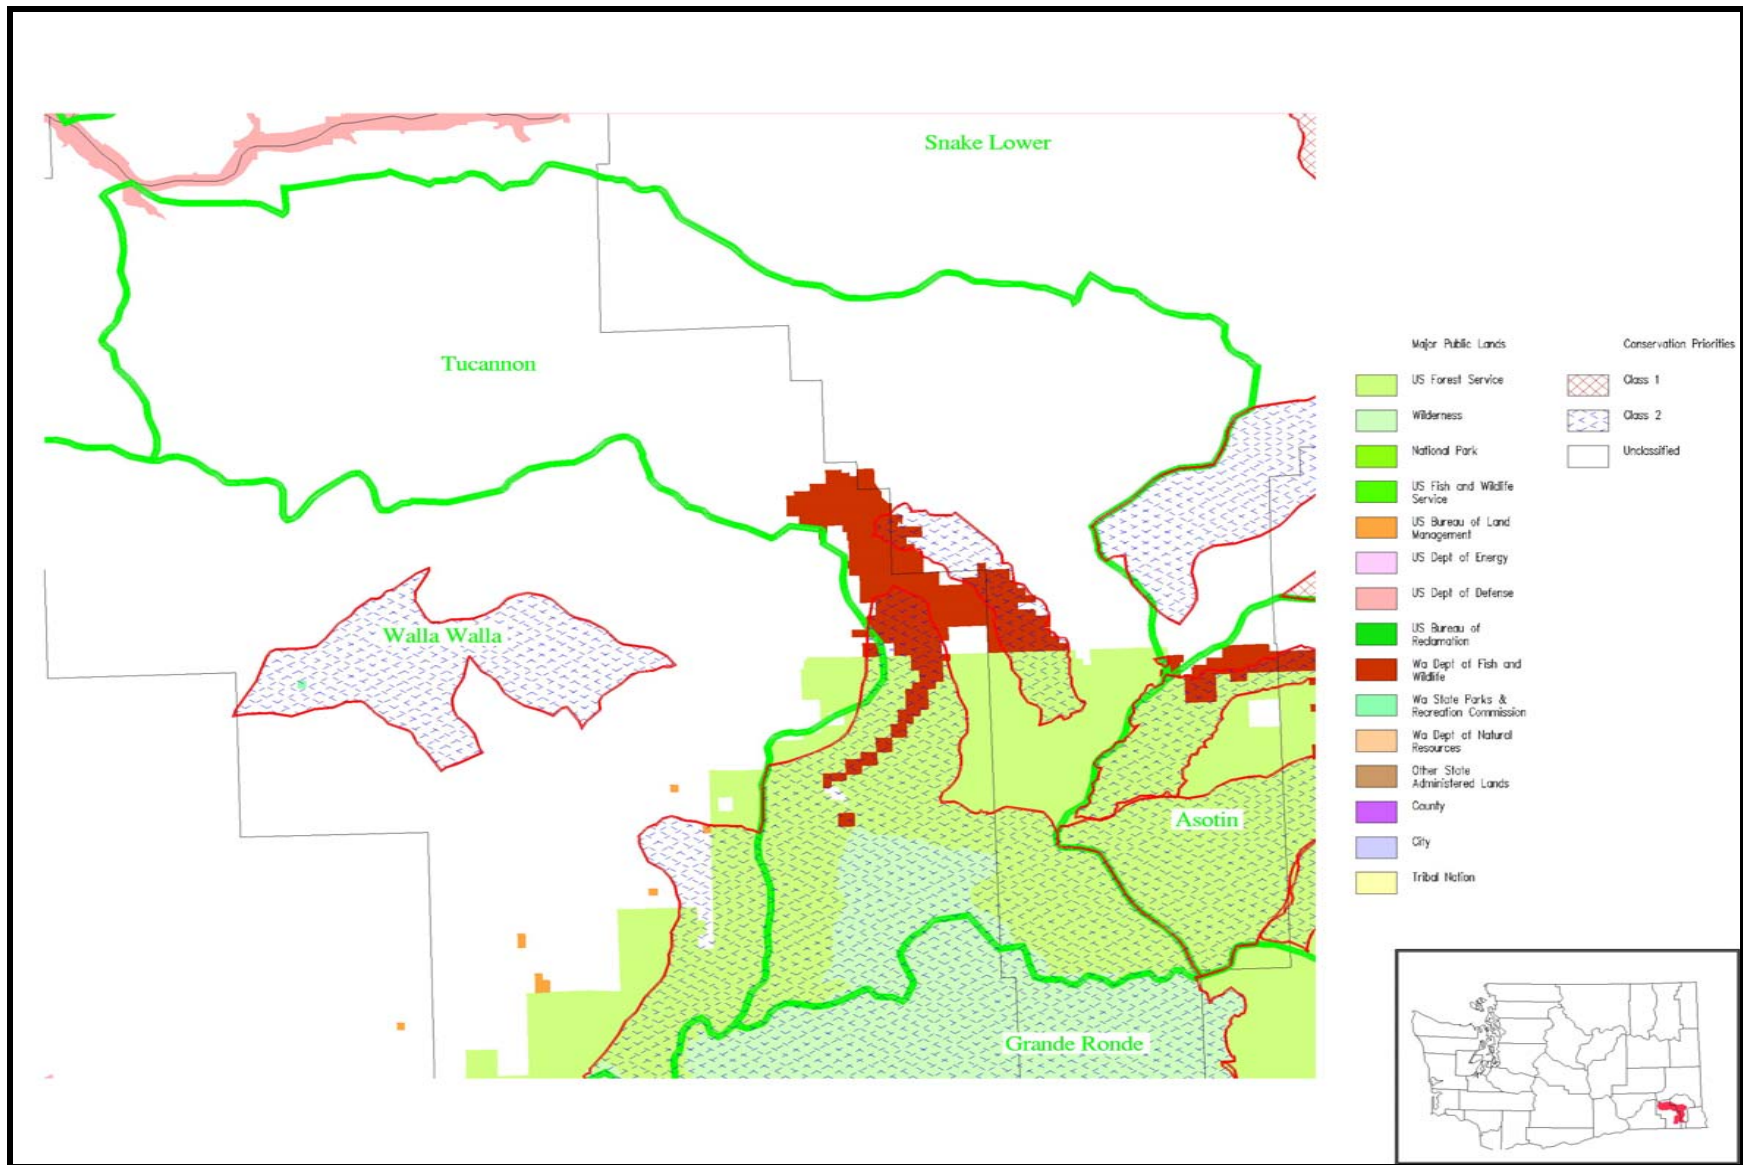 Snake Lower
Tucannon
Walla Walla
Asotin
Grande Ronde
Major Public Lands
US Forest Service
Wilderness
National Park
US Fish and Wildlife
Service
US Bureau of Land
Management
US Dept of Energy
US Dept of Defense
US Bureau of
Reclamation
Wa Dept of Fish and
Wildlife
Wa State Parks &
Recreation Commission
Wa Dept of Natural
Resources
Other State
Administered Lands
County
City
Tribal Nation
Conservation Priorities
Class 1
Class 2
Unclassified